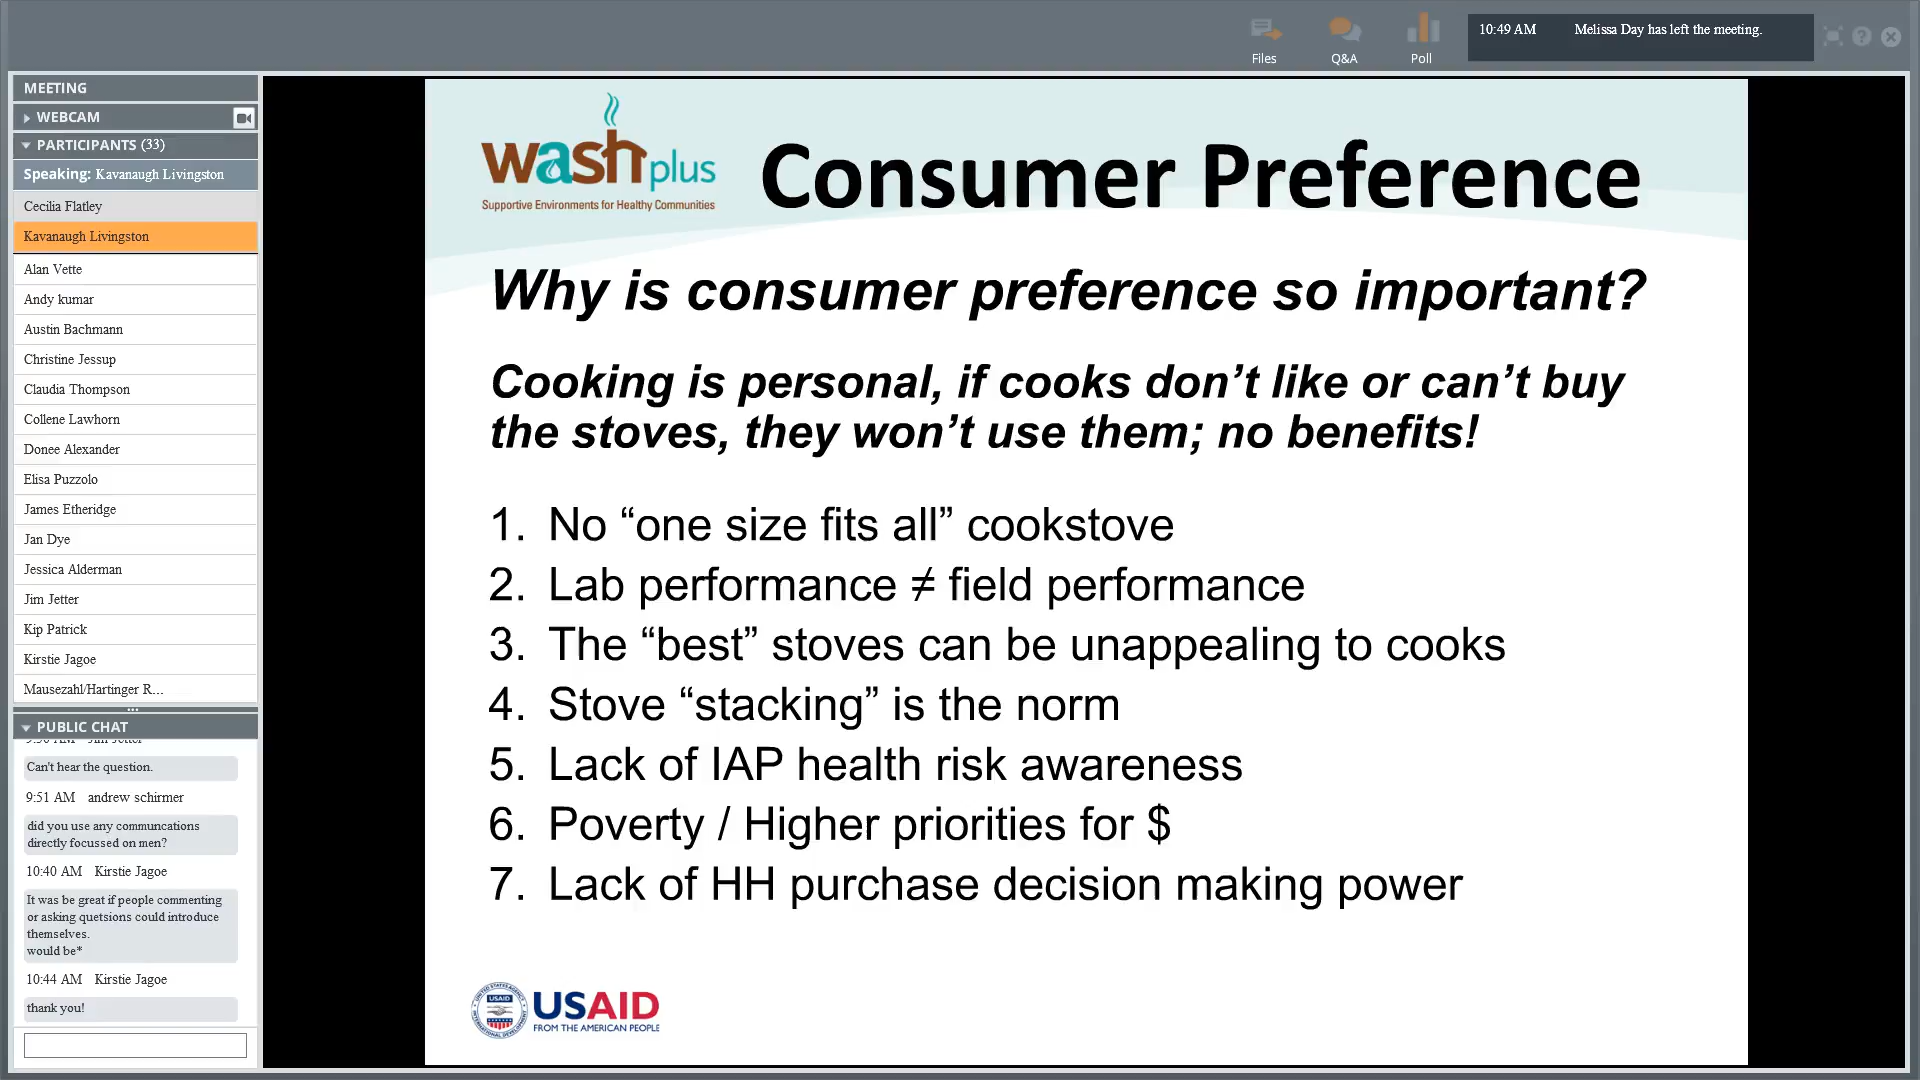 Files
Q&A
Poll
10:49 AM Melissa Day has left the meeting.
MEETING
WEBCAM
PARTICIPANTS (33)
Speaking: Kavanaugh Livingston
Cecilia Flatley
Kavanaugh Livingston
Alan Vette
Andy kumar
Austin Bachmann
Christine Jessup
Claudia Thompson
Collene Lawhorn
Donee Alexander
Elisa Puzzolo
James Etheridge
Jan Dye
Jessica Alderman
Jim Jetter
Kip Patrick
Kirstie Jagoe
Mausezahl/Hartinger R...
PUBLIC CHAT
Can't hear the question.
9:51 AM andrew schirmer
did you use any communcations
directly focussed on men?
10:40 AM Kirstie Jagoe
It was be great if people commenting
or asking quetsions could introduce
themselves.
would be*
10:44 AM Kirstie Jagoe
thank you!
washplus
Supportive Environments for Healthy Communities
Consumer Preference
Why is consumer preference so important?
Cooking is personal, if cooks don’t like or can’t buy
the stoves, they won’t use them; no benefits!
1. No “one size fits all” cookstove
2. Lab performance ≠ field performance
3. The “best” stoves can be unappealing to cooks
4. Stove “stacking” is the norm
5. Lack of IAP health risk awareness
6. Poverty / Higher priorities for $
7. Lack of HH purchase decision making power
USAID
USAID
FROM THE AMERICAN PEOPLE